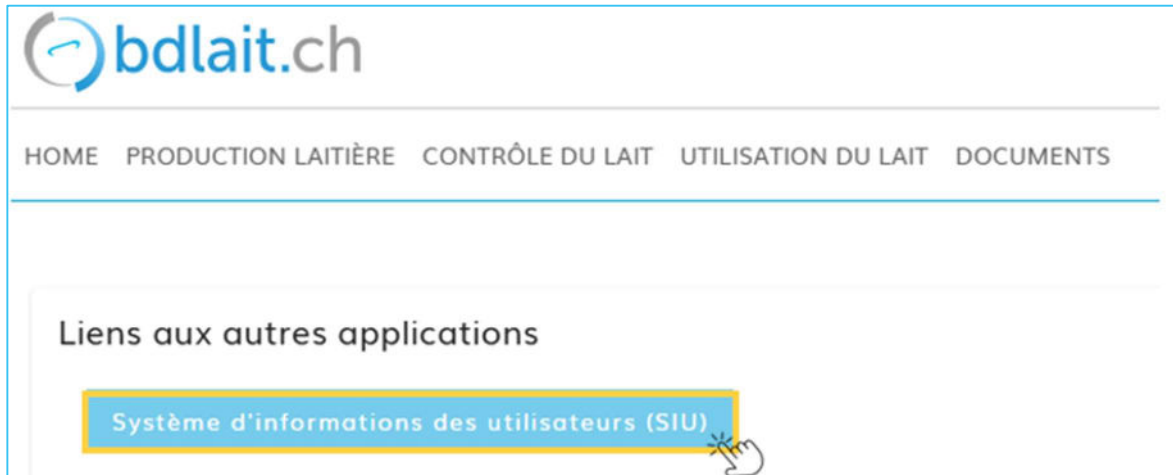 bdlait.ch
HOME PRODUCTION LAITIÈRE CONTRÔLE DU LAIT UTILISATION DU LAIT DOCUMENTS
Liens aux autres applications
Système d'informations des utilisateurs (SIU)